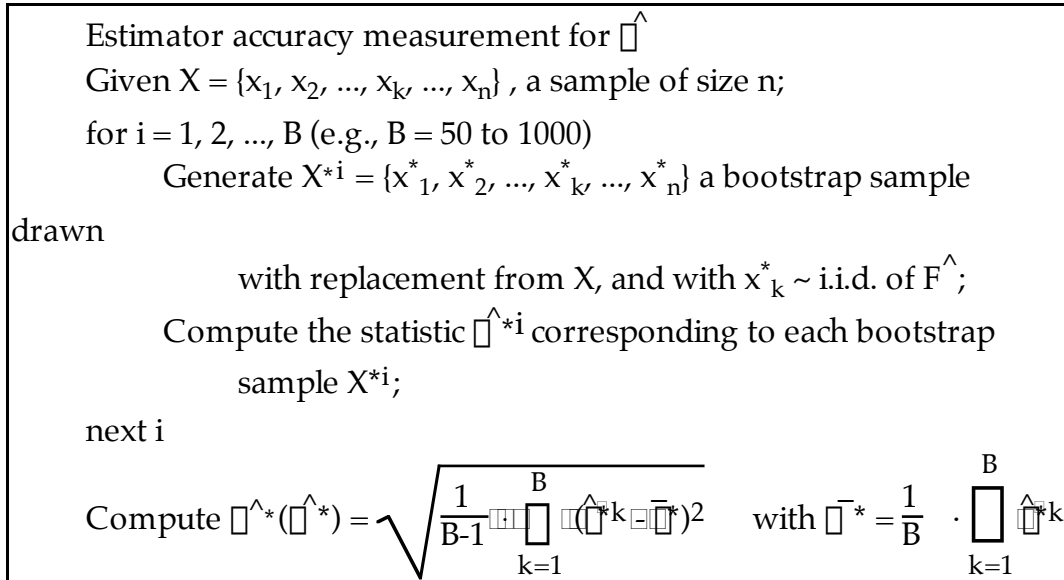 Estimator accuracy measurement for ▯^
Given X = {x₁, x₂, ..., xₖ, ..., xₙ} , a sample of size n;
for i = 1, 2, ..., B (e.g., B = 50 to 1000)
Generate X*ⁱ = {x*₁, x*₂, ..., x*ₖ, ..., x*ₙ} a bootstrap sample
drawn
with replacement from X, and with x*ₖ ~ i.i.d. of F^;
Compute the statistic ▯^*ⁱ corresponding to each bootstrap
sample X*ⁱ;
next i
Compute ▯^*(▯^*) = √ 1/B-1 · ▯ k=1 B (▯^*k - ▯¯*)² with ▯¯* = 1/B · ▯ k=1 B ▯^*k